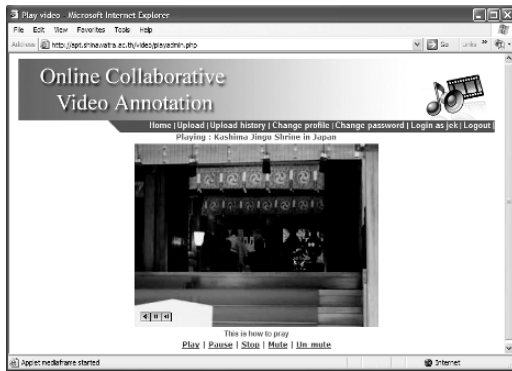 Play video - Microsoft Internet Explorer
File Edit View Favorites Tools Help
Address http://apt.shinawatra.ac.th/video/playadmin.php Go Links »
Online Collaborative
Video Annotation
Home | Upload | Upload history | Change profile | Change password | Login as jek | Logout |
Playing : Kashima Jingu Shrine in Japan
This is how to pray
Play | Pause | Stop | Mute | Un mute
Applet mediaframe started Internet